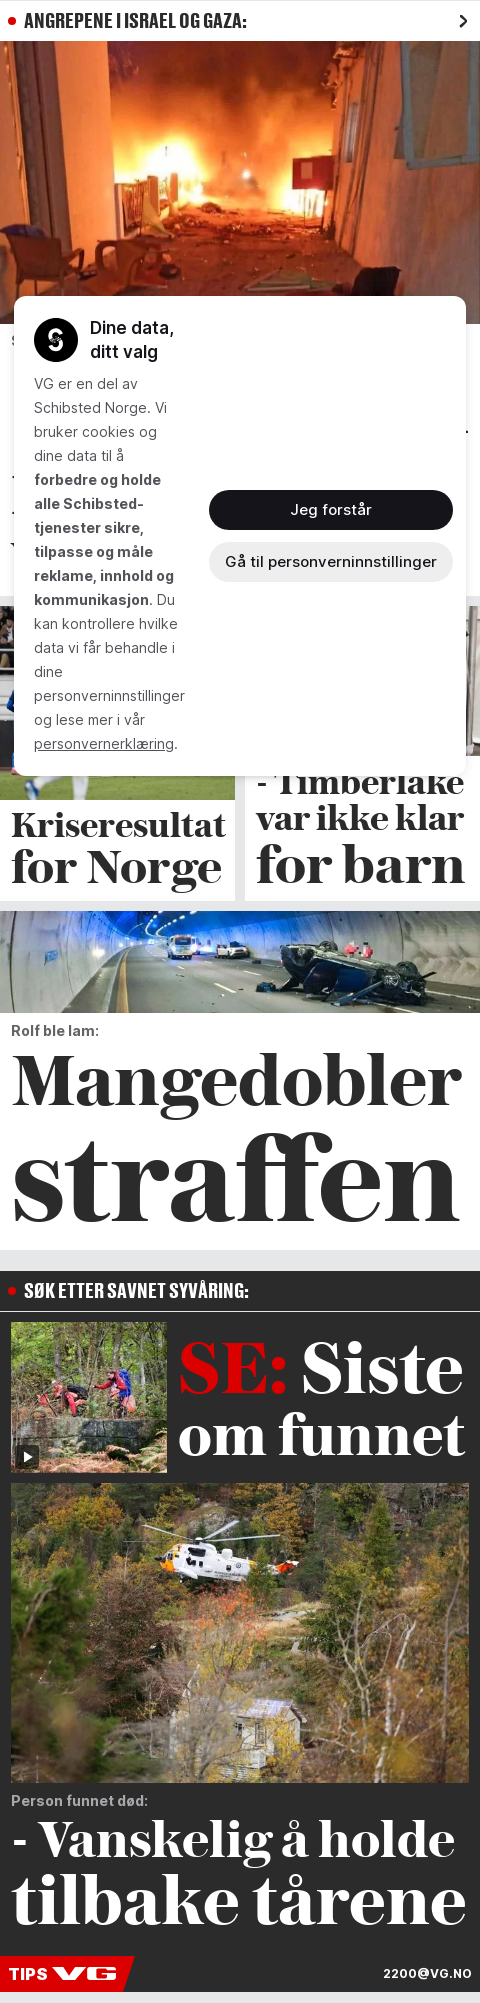 ANGREPENE I ISRAEL OG GAZA:
Dine data,
ditt valg
VG er en del av
Schibsted Norge. Vi
bruker cookies og
dine data til å
forbedre og holde
alle Schibsted-
tjenester sikre,
tilpasse og måle
reklame, innhold og
kommunikasjon. Du
kan kontrollere hvilke
data vi får behandle i
dine
personverninnstillinger
og lese mer i vår
personvernerklæring.
Jeg forstår
Gå til personverninnstillinger
Kriseresultat
for Norge
- Timberlake
var ikke klar
for barn
Rolf ble lam:
Mangedobler
straffen
SØK ETTER SAVNET SYVÅRING:
SE: Siste
om funnet
Person funnet død:
- Vanskelig å holde
tilbake tårene
TIPS VG
2200@VG.NO